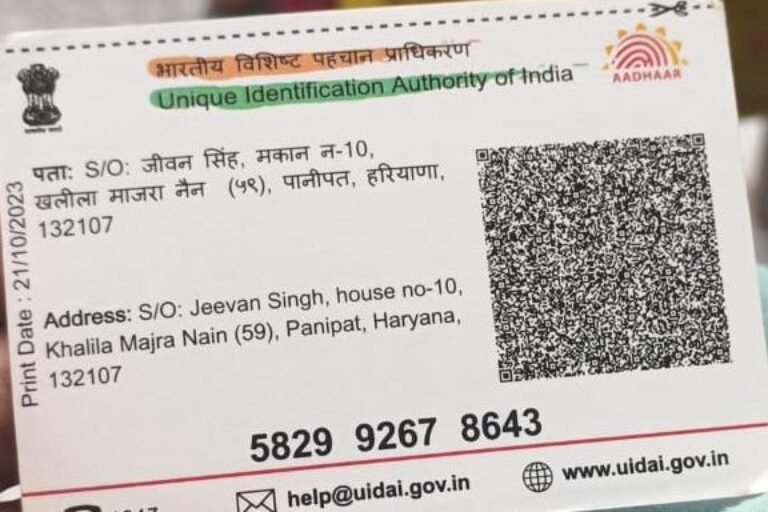 भारतीय विशिष्ट पहचान प्राधिकरण
Unique Identification Authority of India
AADHAAR
पता: S/O: जीवन सिंह, मकान न-10,
खलीला माजरा नैन (५९), पानीपत, हरियाणा,
132107
Print Date : 21/10/2023
Address: S/O: Jeevan Singh, house no-10,
Khalila Majra Nain (59), Panipat, Haryana,
132107
5829 9267 8643
help@uidai.gov.in
www.uidai.gov.in